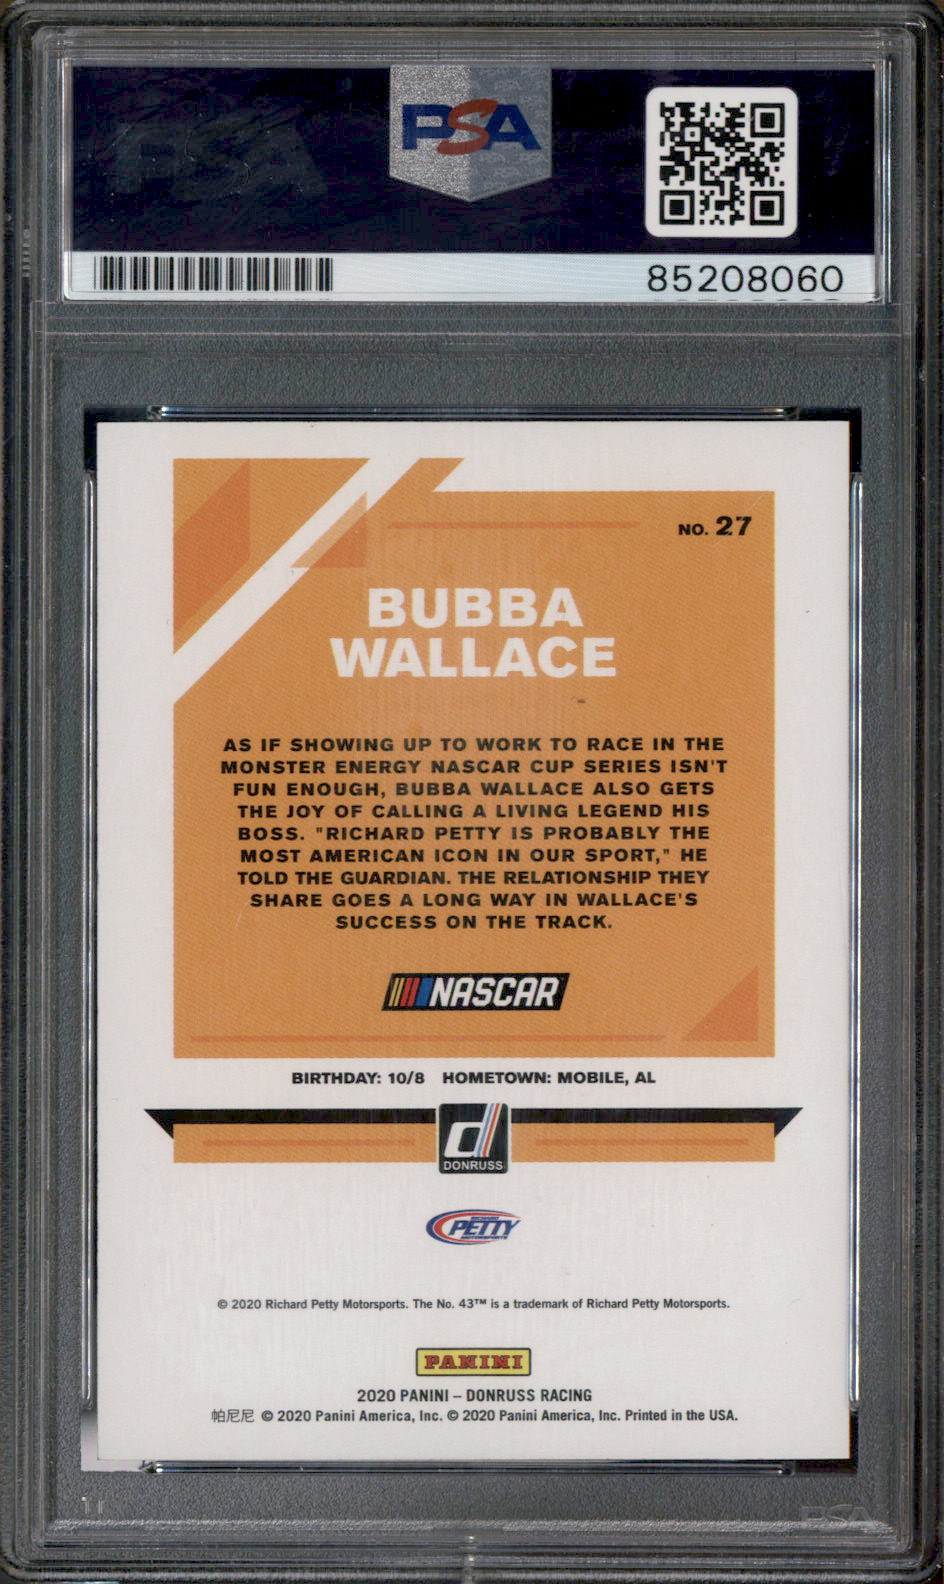 PSA
PSA
85208060
NO. 27
BUBBA
WALLACE
AS IF SHOWING UP TO WORK TO RACE IN THE
MONSTER ENERGY NASCAR CUP SERIES ISN'T
FUN ENOUGH, BUBBA WALLACE ALSO GETS
THE JOY OF CALLING A LIVING LEGEND HIS
BOSS. "RICHARD PETTY IS PROBABLY THE
MOST AMERICAN ICON IN OUR SPORT," HE
TOLD THE GUARDIAN. THE RELATIONSHIP THEY
SHARE GOES A LONG WAY IN WALLACE'S
SUCCESS ON THE TRACK.
NASCAR
BIRTHDAY: 10/8 HOMETOWN: MOBILE, AL
d
DONRUSS
RICHARD
PETTY
MOTORSPORTS
© 2020 Richard Petty Motorsports. The No. 43™ is a trademark of Richard Petty Motorsports.
PANINI
2020 PANINI – DONRUSS RACING
帕尼尼 © 2020 Panini America, Inc. © 2020 Panini America, Inc. Printed in the USA.
PSA